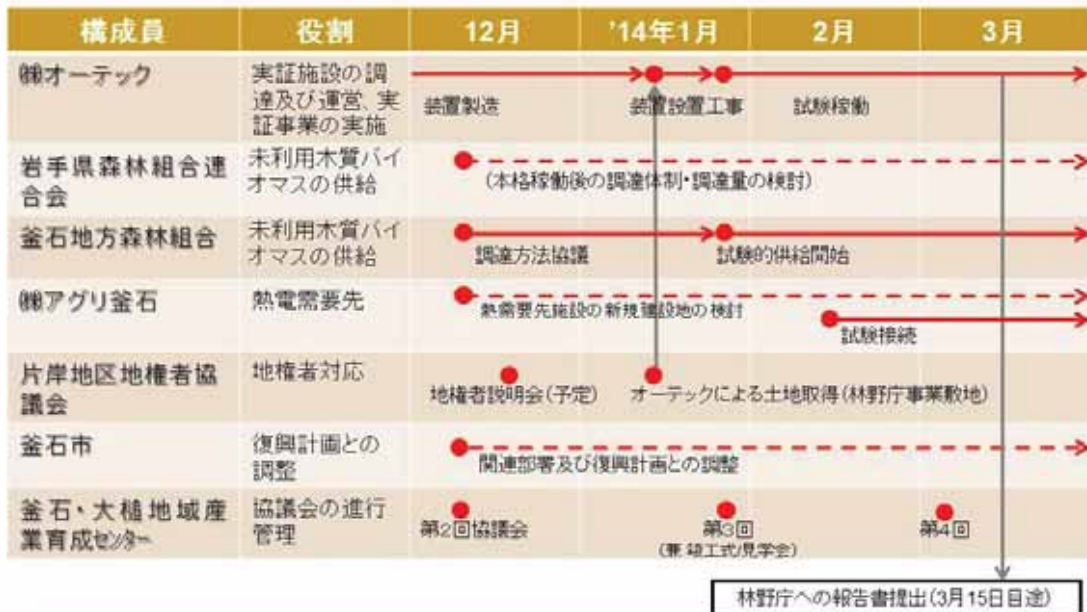 構成員 役割 12月 '14年1月 2月 3月
㈱オーテック
実証施設の調
達及び運営、実
証事業の実施
装置製造 装置設置工事 試験稼働
岩手県森林組合連
合会
未利用木質バイ
オマスの供給
(本格稼働後の調達体制・調達量の検討)
釜石地方森林組合
未利用木質バイ
オマスの供給
調達方法協議 試験的供給開始
㈱アグリ釜石
熱電需要先
熱需要先施設の新規建設地の検討
試験接続
片岸地区地権者協
議会
地権者対応
地権者説明会(予定) オーテックによる土地取得(林野庁事業敷地)
釜石市
復興計画との
調整
関連部署及び復興計画との調整
釜石・大槌地域産
業育成センター
協議会の進行
管理
第2回協議会 第3回 第4回
(兼 竣工式/見学会)
林野庁への報告書提出(3月15日目途)